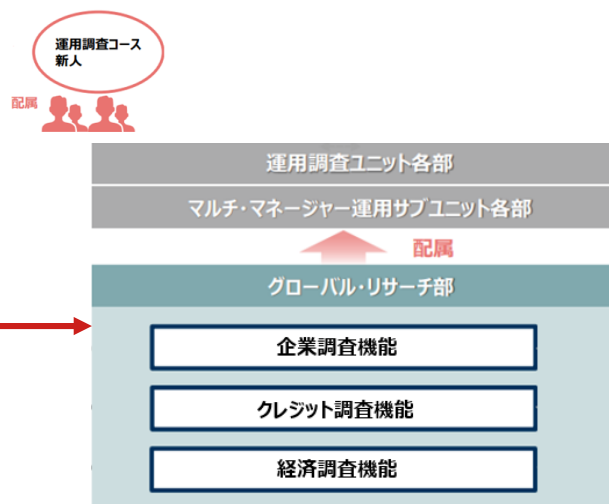 運用調査コース
新人
配属
運用調査ユニット各部
マルチ・マネージャー運用サブユニット各部
配属
グローバル・リサーチ部
企業調査機能
クレジット調査機能
経済調査機能